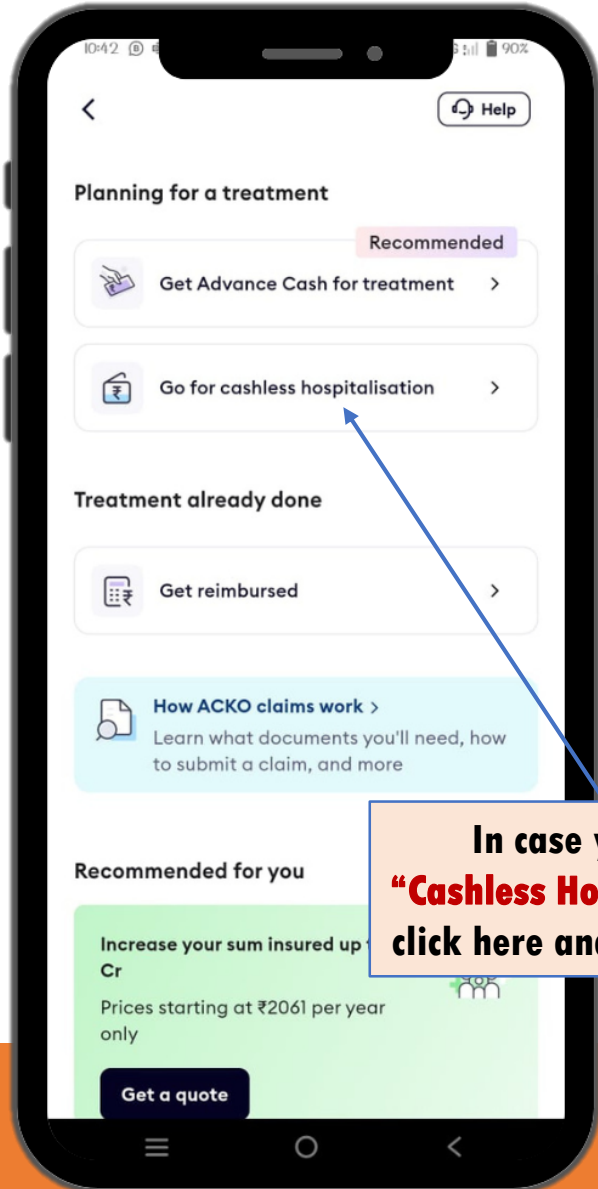 10:42
90%
Help
Planning for a treatment
Recommended
Get Advance Cash for treatment
Go for cashless hospitalisation
Treatment already done
Get reimbursed
How ACKO claims work >
Learn what documents you'll need, how
to submit a claim, and more
In case
Recommended for you
"Cashless
click here
Increase your sum insured up
Cr
Prices starting at ₹2061 per year
only
Get a quote